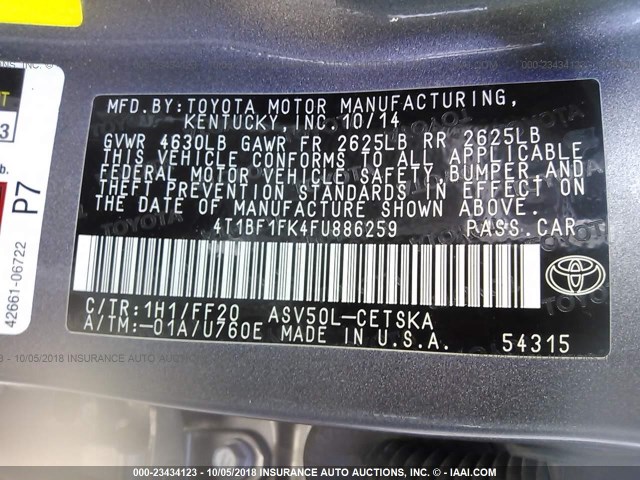 MFD.BY:TOYOTA MOTOR MANUFACTURING,
KENTUCKY,INC.10/14
GVWR 4630LB GAWR FR 2625LB RR 2625LB
THIS VEHICLE CONFORMS TO ALL APPLICABLE
FEDERAL MOTOR VEHICLE SAFETY,BUMPER,AND
THEFT PREVENTION STANDARDS IN EFFECT ON
THE DATE OF MANUFACTURE SHOWN ABOVE.
4T1BF1FK4FU886259 PASS.CAR
C/TR:1H1/FF20 ASV50L-CETSKA
A/TM:-01A/U760E MADE IN U.S.A.
54315
TOYOTA
P7
42661-06722
3
000-23434123 - 10/05/2018 INSURANCE AUTO AUCTIONS, INC. - © IAAI.COM